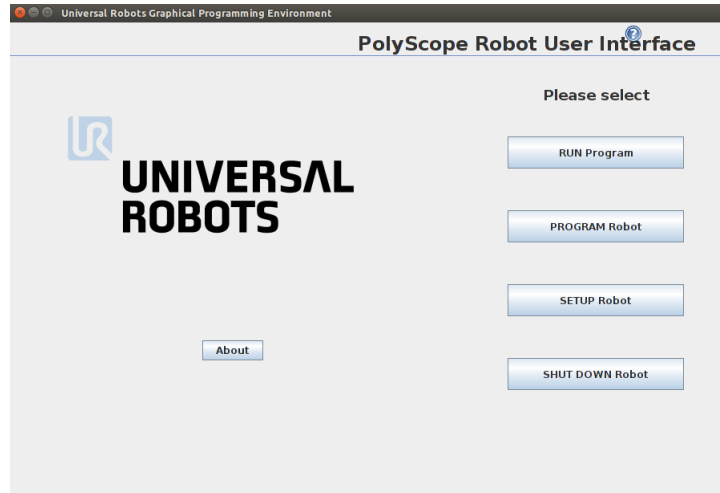 Universal Robots Graphical Programming Environment
PolyScope Robot User Interface
?
Please select
UR
UNIVERSAL
ROBOTS
RUN Program
PROGRAM Robot
SETUP Robot
About
SHUT DOWN Robot